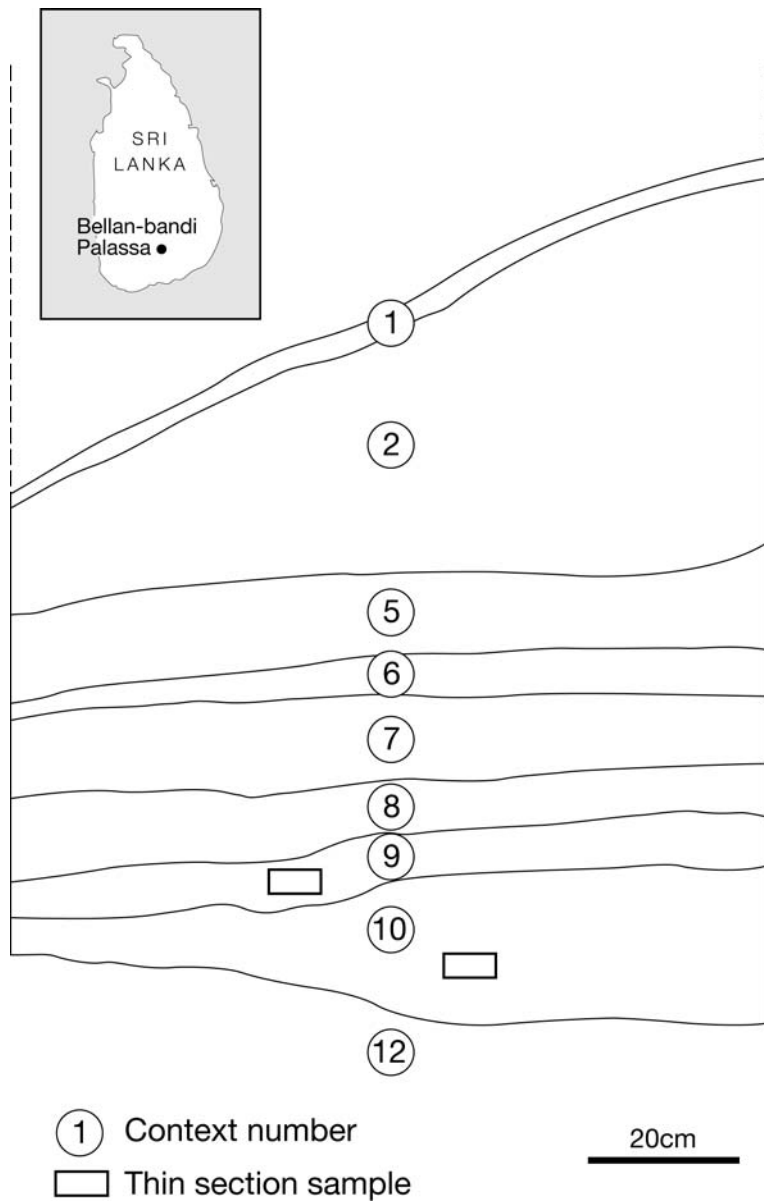 SRI
LANKA
Bellan-bandi
Palassa
1
2
5
6
7
8
9
10
12
1 Context number
Thin section sample
20cm